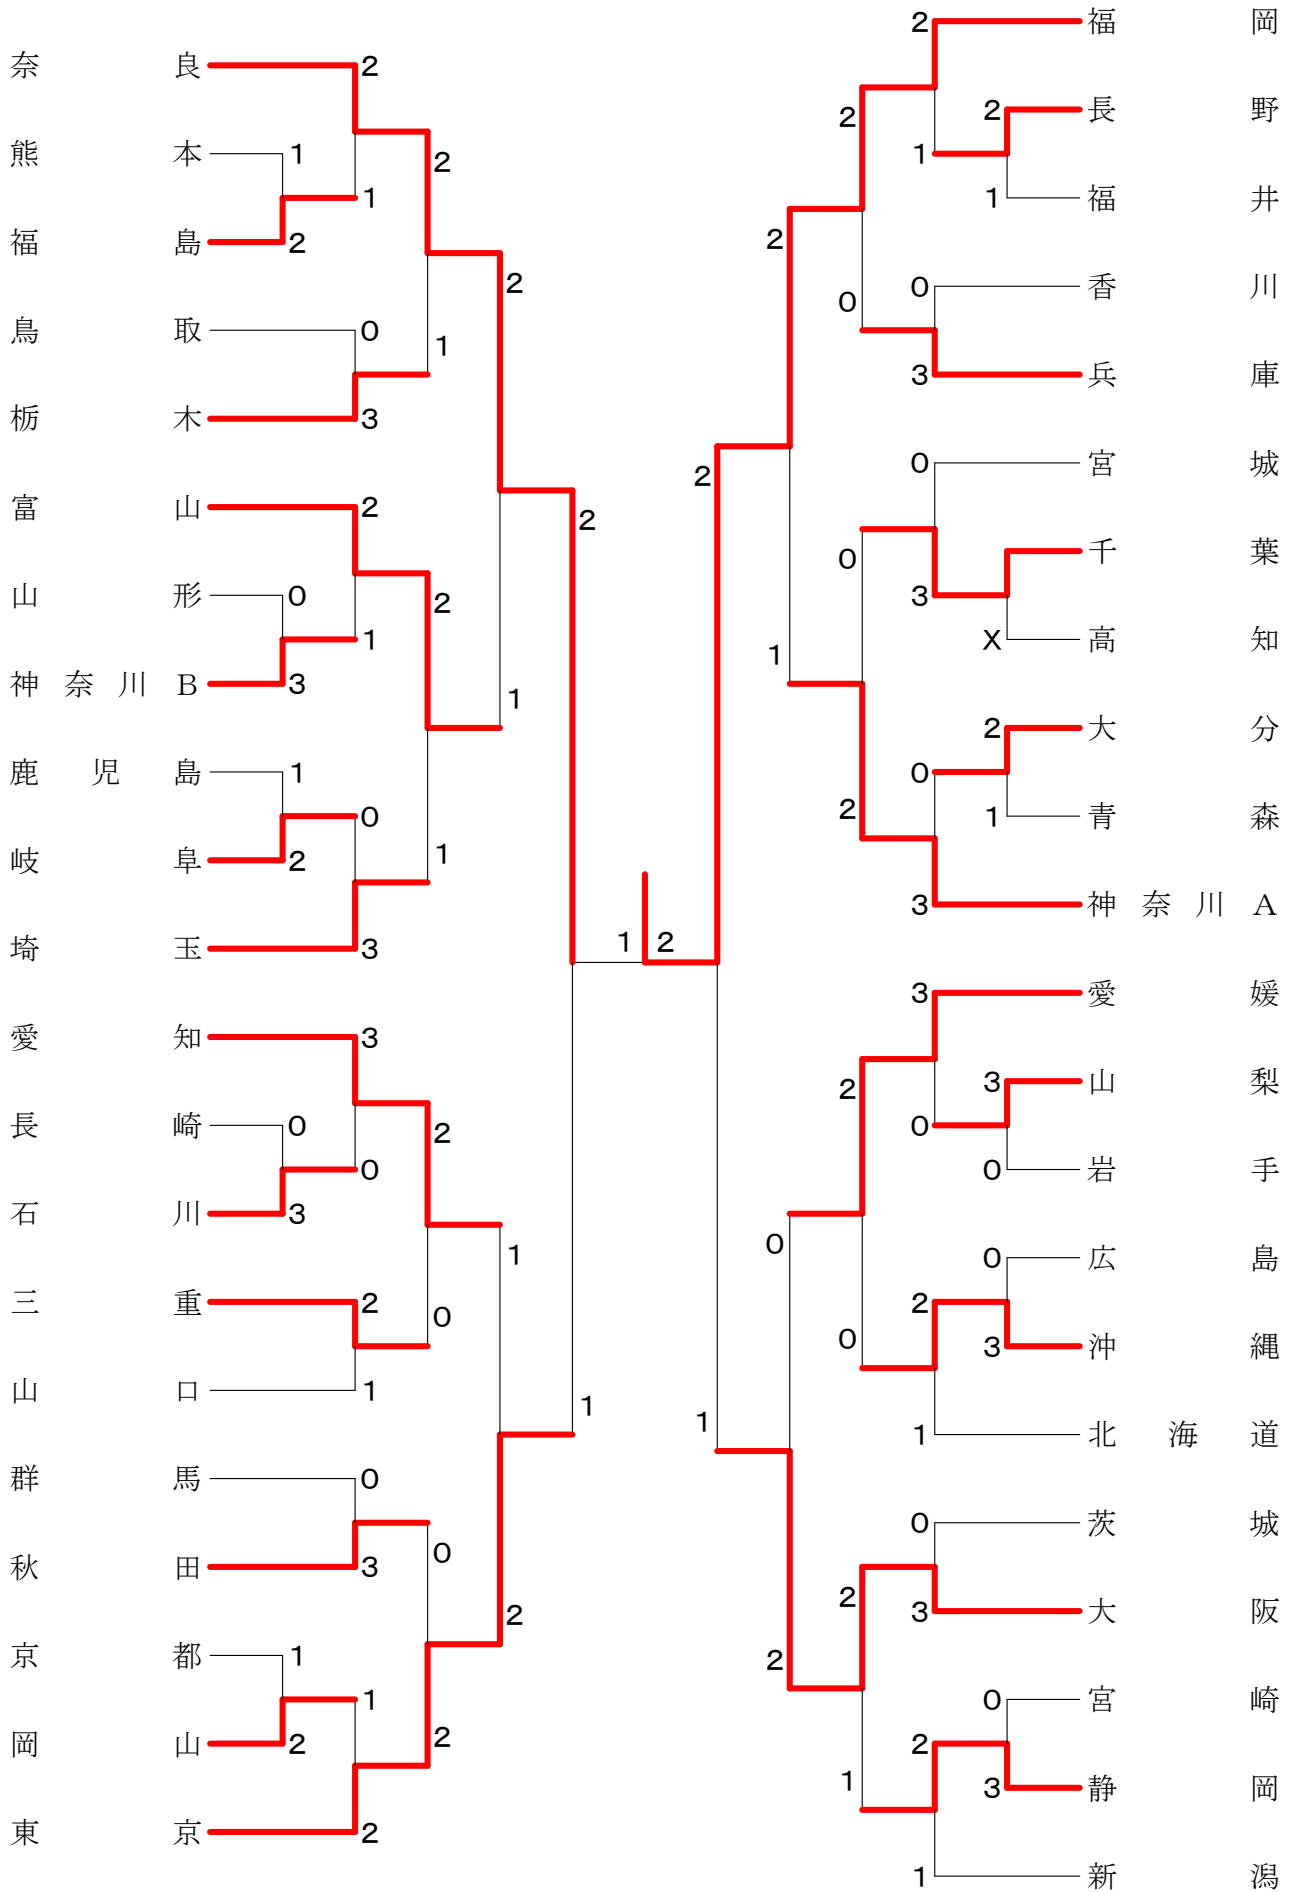 福岡
2
奈良
2
長野
2
2
熊本
1
2
1
福井
1
1
福島
2
2
香川
0
2
0
鳥取
0
1
兵庫
3
栃木
3
宮城
0
2
富山
2
2
千葉
0
山形
0
2
3
高知
X
1
1
神奈川B
3
1
大分
2
鹿児島
1
0
青森
1
0
2
岐阜
2
1
神奈川A
3
埼玉
3
1 2
愛媛
3
愛知
3
山梨
3
2
長崎
0
2
0
岩手
0
0
石川
3
広島
0
0
1
三重
2
2
0
沖縄
3
0
山口
1
1
1
北海道
1
群馬
0
茨城
0
0
秋田
3
2
大阪
3
2
京都
1
2
宮崎
0
1
岡山
2
2
2
静岡
3
1
東京
2
新潟
1